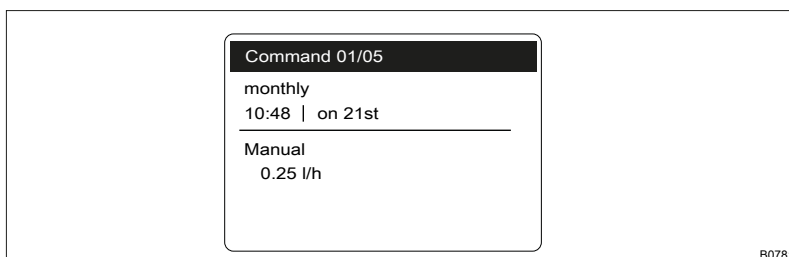 Command 01/05
monthly
10:48 | on 21st
Manual
0.25 l/h
B078